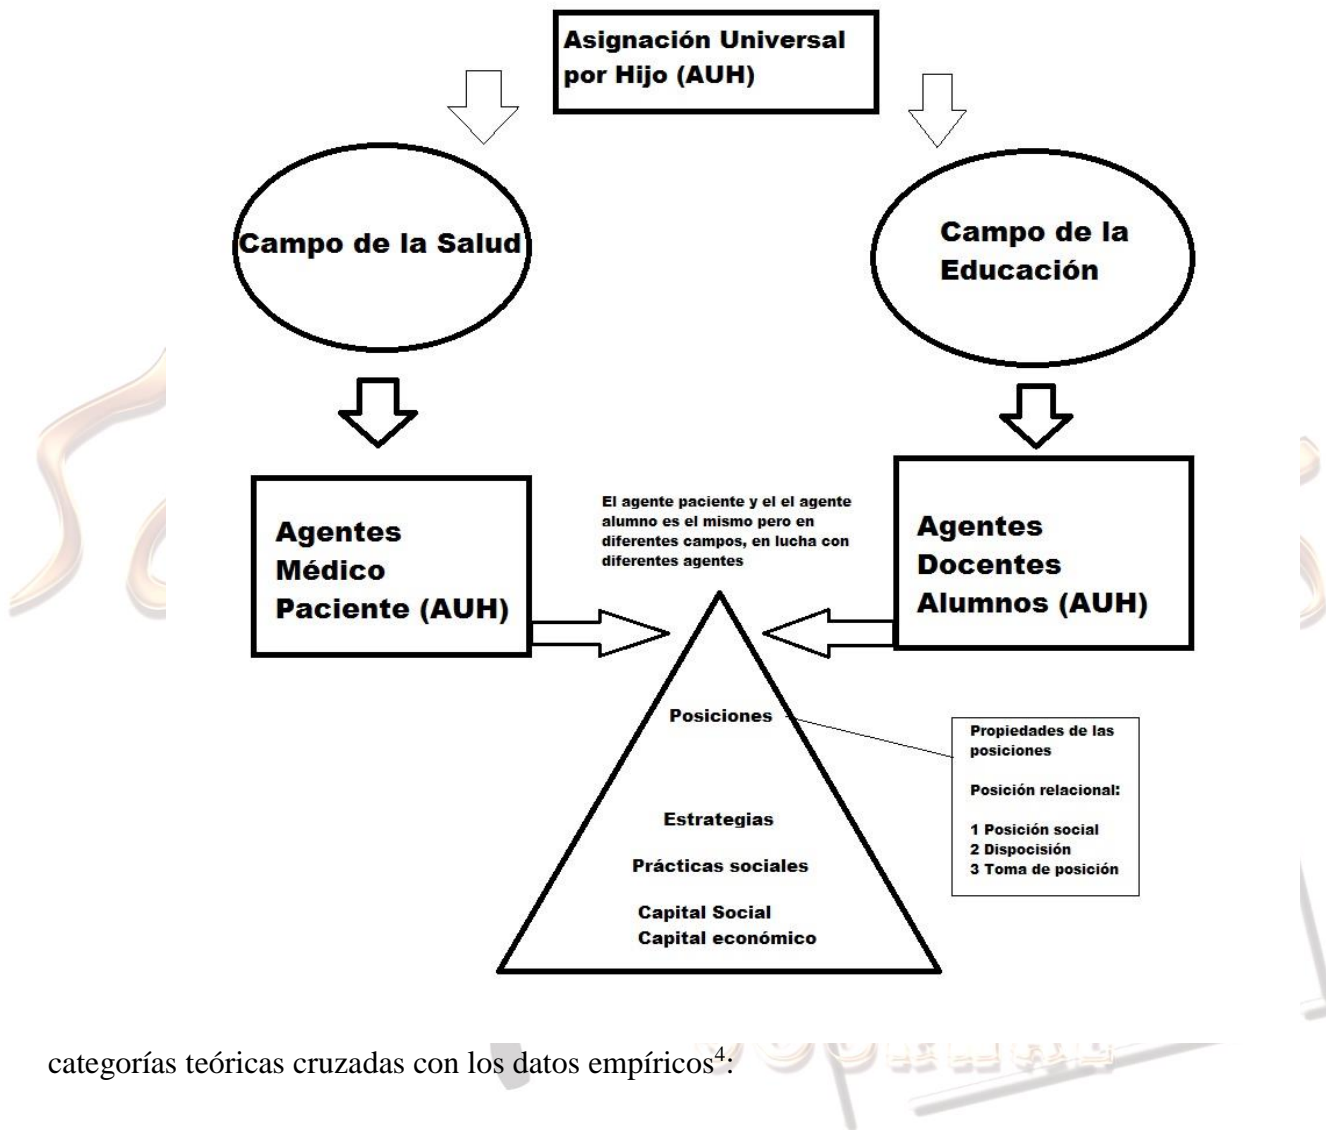 Asignación Universal
por Hijo (AUH)
Campo de la Salud
Campo de la
Educación
Agentes
Médico
Paciente (AUH)
El agente paciente y el el agente
alumno es el mismo pero en
diferentes campos, en lucha con
diferentes agentes
Agentes
Docentes
Alumnos (AUH)
Posiciones
Propiedades de las
posiciones
Posición relacional:
1 Posición social
2 Dispocisión
3 Toma de posición
Estrategias
Prácticas sociales
Capital Social
Capital económico
categorías teóricas cruzadas con los datos empíricos4: